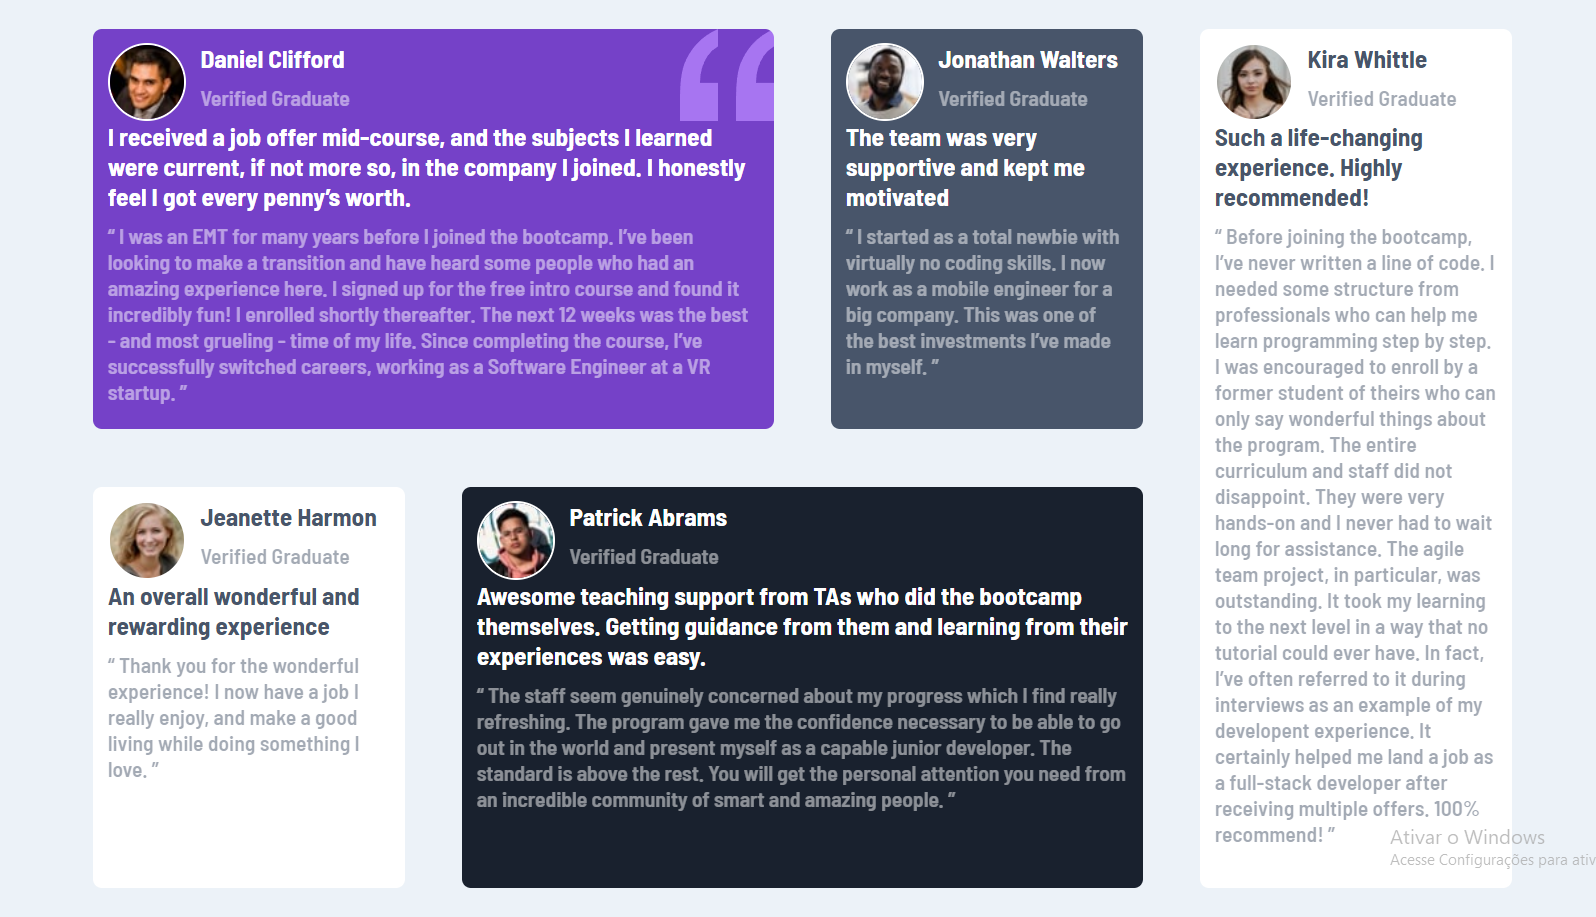 Daniel Clifford
Verified Graduate
I received a job offer mid-course, and the subjects I learned
were current, if not more so, in the company I joined. I honestly
feel I got every penny’s worth.
“ I was an EMT for many years before I joined the bootcamp. I’ve been
looking to make a transition and have heard some people who had an
amazing experience here. I signed up for the free intro course and found it
incredibly fun! I enrolled shortly thereafter. The next 12 weeks was the best
- and most grueling - time of my life. Since completing the course, I’ve
successfully switched careers, working as a Software Engineer at a VR
startup. ”
Jonathan Walters
Verified Graduate
The team was very
supportive and kept me
motivated
“ I started as a total newbie with
virtually no coding skills. I now
work as a mobile engineer for a
big company. This was one of
the best investments I’ve made
in myself. ”
Kira Whittle
Verified Graduate
Such a life-changing
experience. Highly
recommended!
“ Before joining the bootcamp,
I’ve never written a line of code. I
needed some structure from
professionals who can help me
learn programming step by step.
I was encouraged to enroll by a
former student of theirs who can
only say wonderful things about
the program. The entire
curriculum and staff did not
disappoint. They were very
hands-on and I never had to wait
long for assistance. The agile
team project, in particular, was
outstanding. It took my learning
to the next level in a way that no
tutorial could ever have. In fact,
I’ve often referred to it during
interviews as an example of my
developent experience. It
certainly helped me land a job as
a full-stack developer after
receiving multiple offers. 100%
recommend! ”
Jeanette Harmon
Verified Graduate
An overall wonderful and
rewarding experience
“ Thank you for the wonderful
experience! I now have a job I
really enjoy, and make a good
living while doing something I
love. ”
Patrick Abrams
Verified Graduate
Awesome teaching support from TAs who did the bootcamp
themselves. Getting guidance from them and learning from their
experiences was easy.
“ The staff seem genuinely concerned about my progress which I find really
refreshing. The program gave me the confidence necessary to be able to go
out in the world and present myself as a capable junior developer. The
standard is above the rest. You will get the personal attention you need from
an incredible community of smart and amazing people. ”
Ativar o Windows
Acesse Configurações para ativ